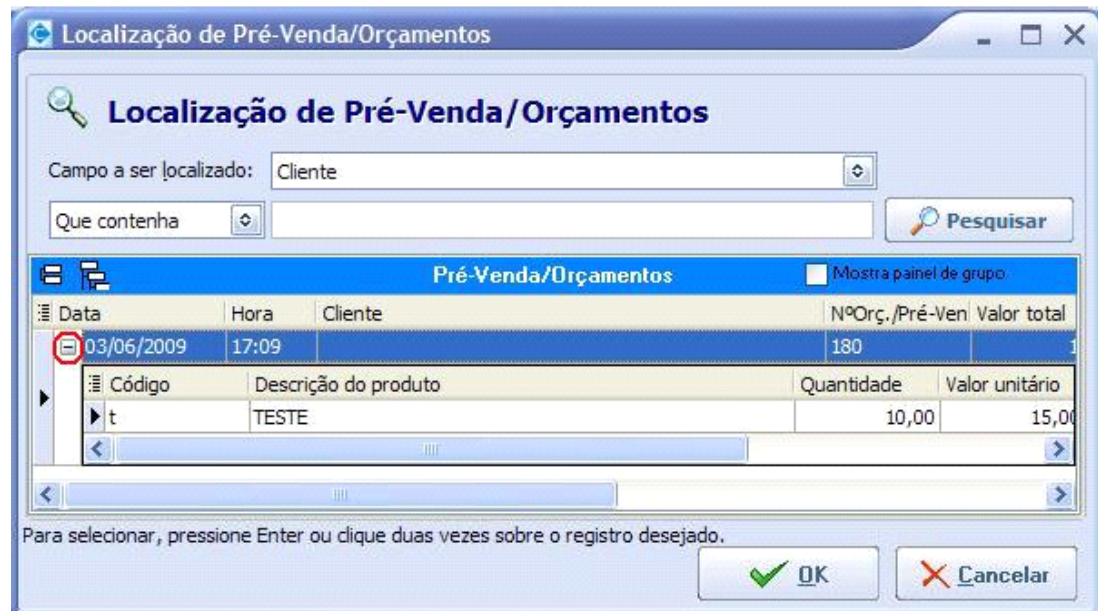 Localização de Pré-Venda/Orçamentos
Localização de Pré-Venda/Orçamentos
Campo a ser localizado: Cliente
Que contenha Pesquisar
Pré-Venda/Orçamentos Mostra painel de grupo
Data Hora Cliente NºOrç./Pré-Ven Valor total
03/06/2009 17:09 180 1
Código Descrição do produto Quantidade Valor unitário
t TESTE 10,00 15,00
Para selecionar, pressione Enter ou clique duas vezes sobre o registro desejado.
OK Cancelar